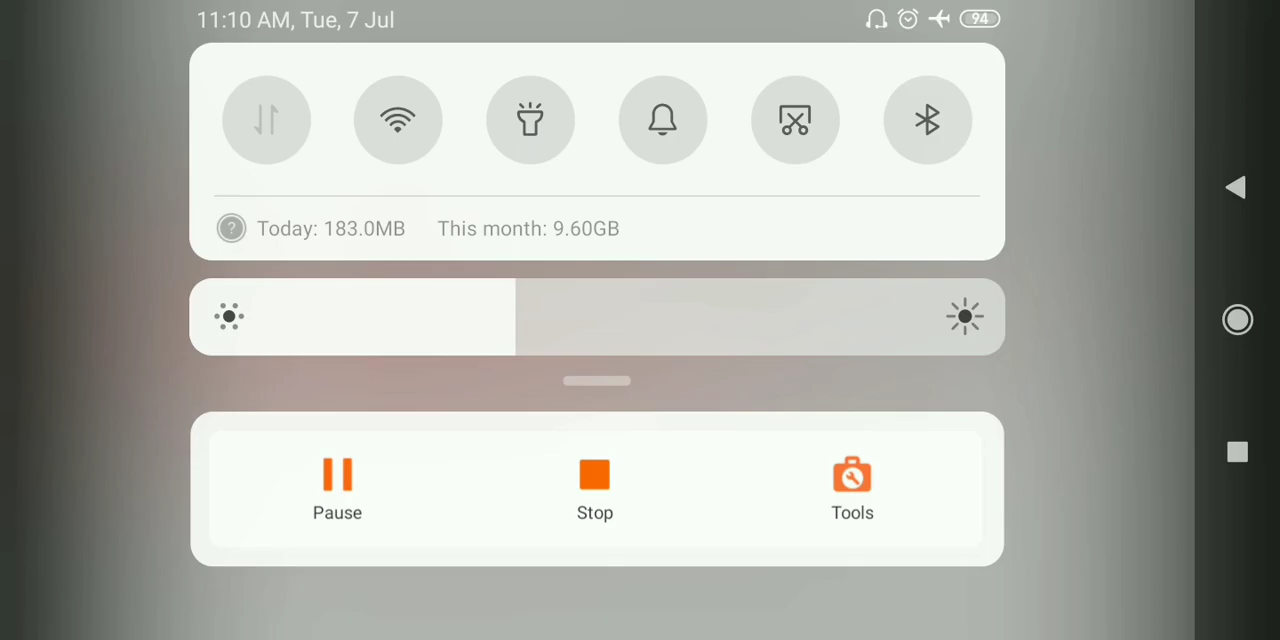 11:10 AM, Tue, 7 Jul
94
Today: 183.0MB This month: 9.60GB
Pause Stop Tools